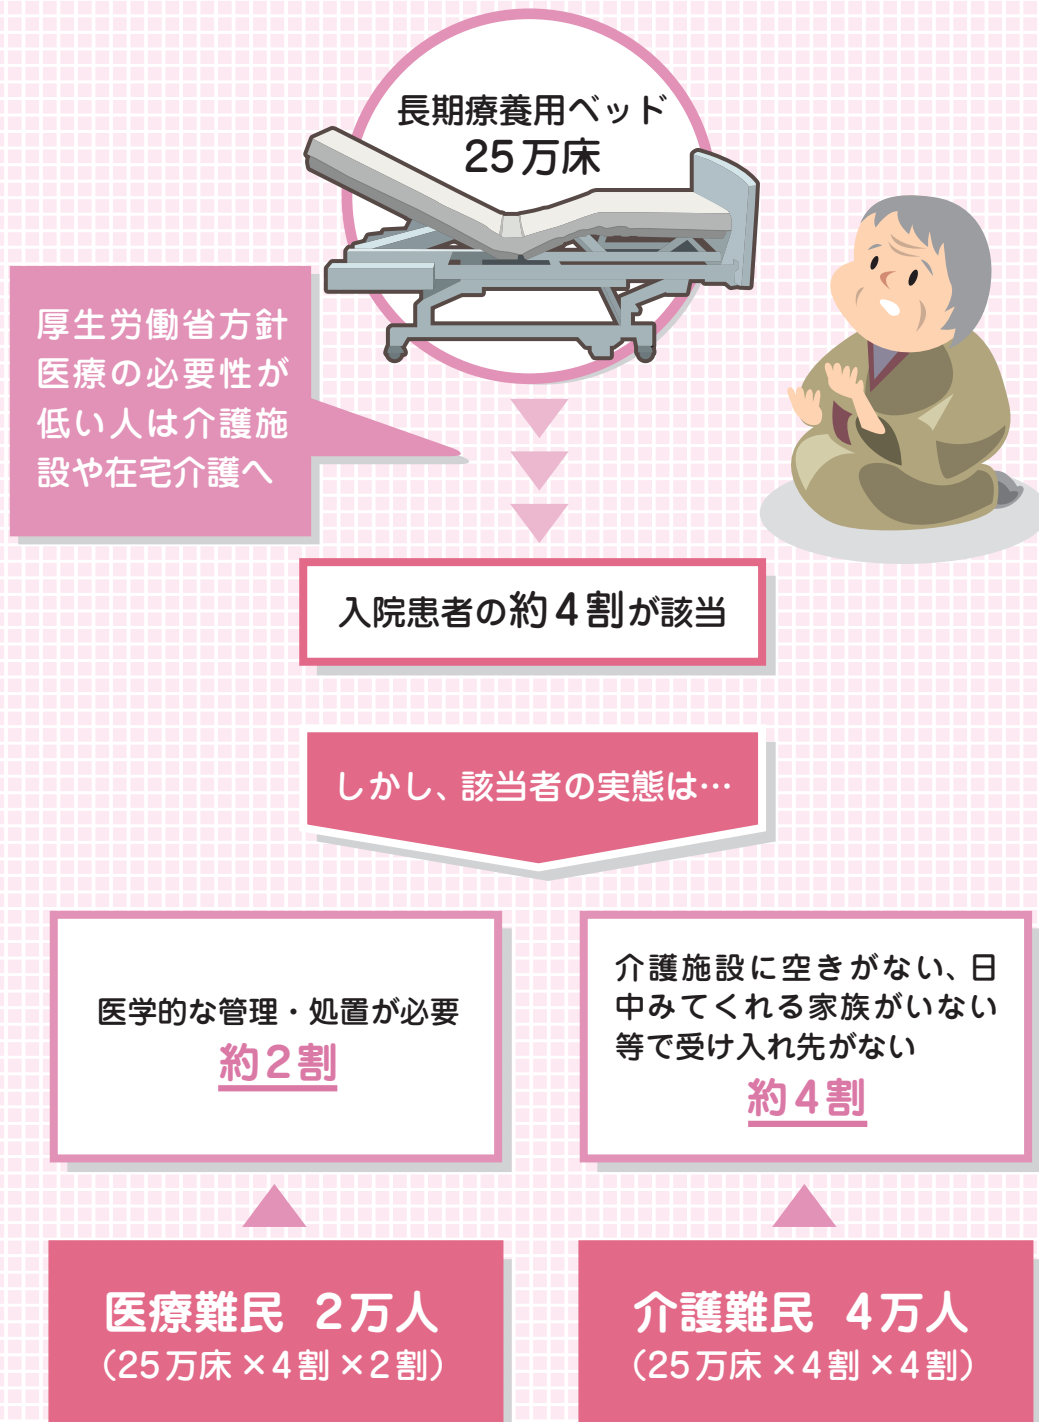 長期療養用ベッド
25万床
厚生労働省方針
医療の必要性が
低い人は介護施
設や在宅介護へ
入院患者の約4割が該当
しかし、該当者の実態は…
医学的な管理・処置が必要
約2割
介護施設に空きがない、日
中みてくれる家族がいない
等で受け入れ先がない
約4割
医療難民 2万人
（25万床×4割×2割）
介護難民 4万人
（25万床×4割×4割）